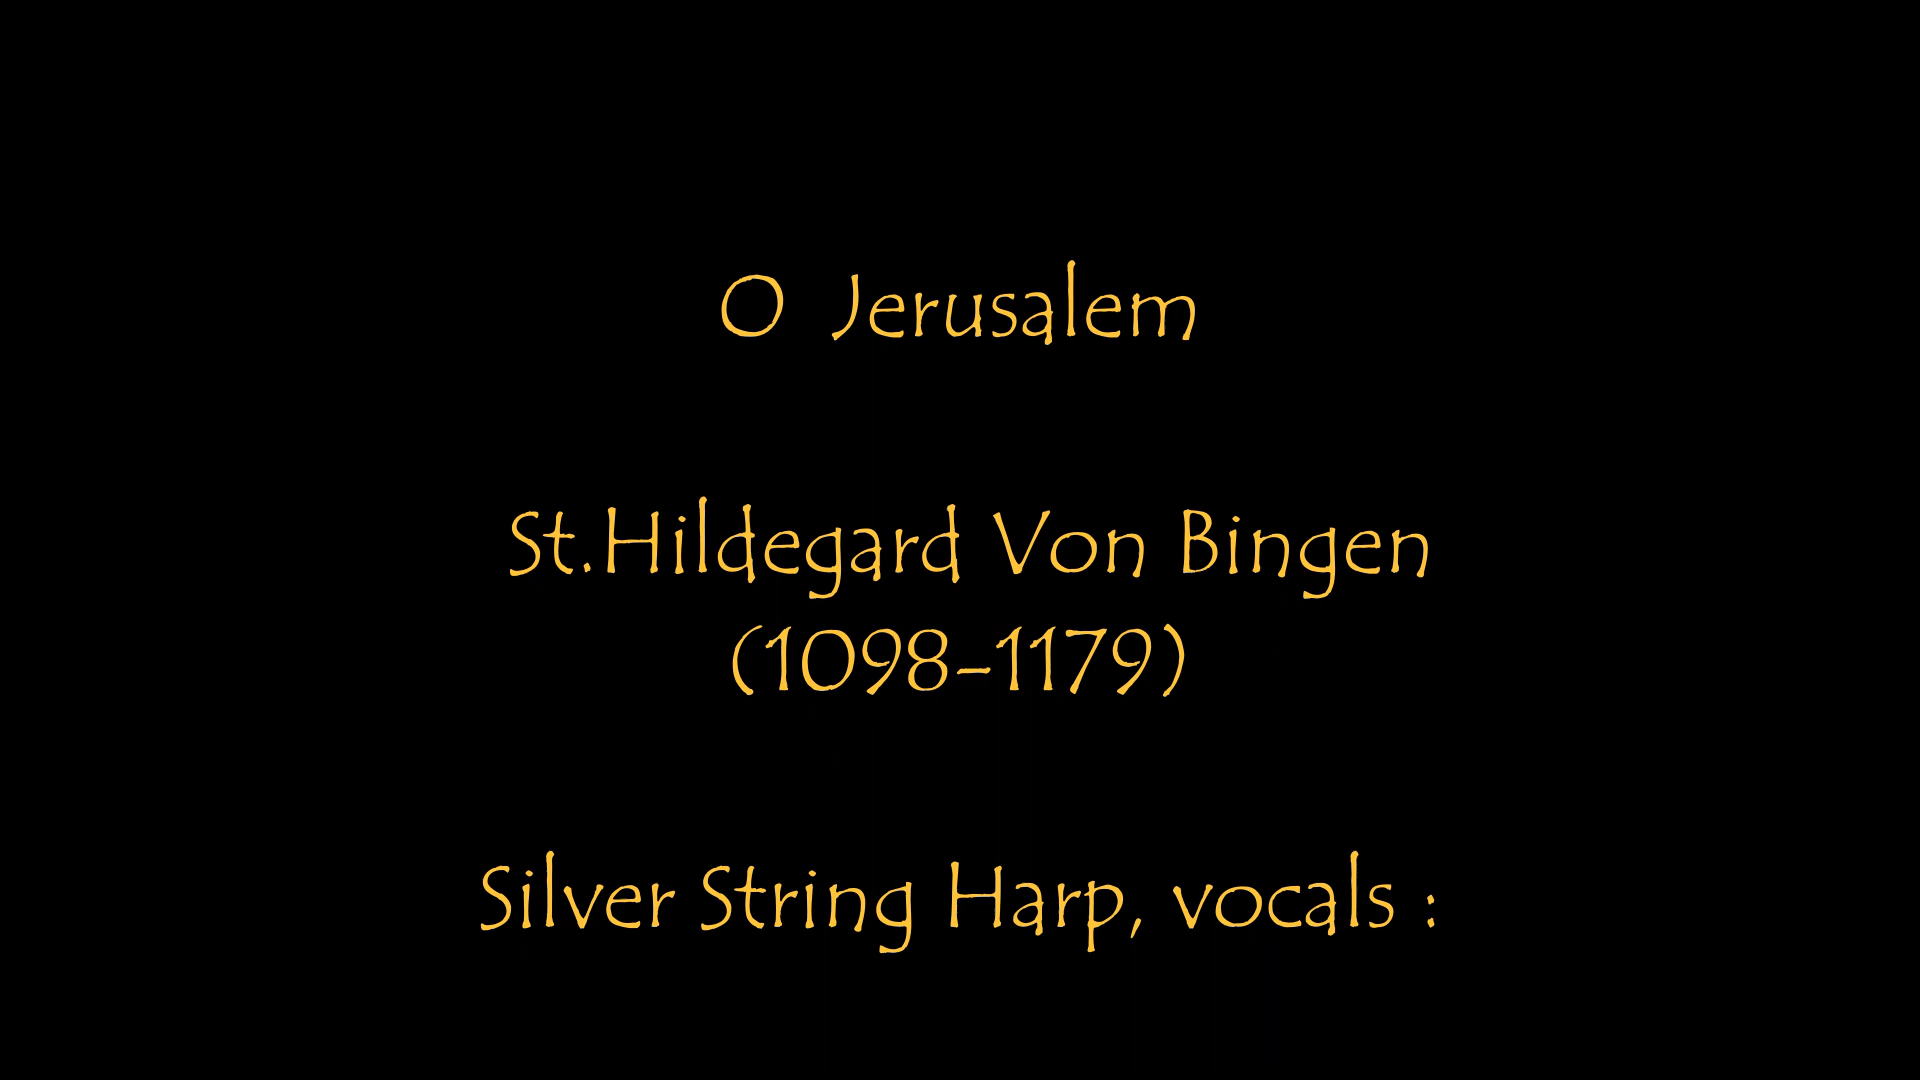 O Jerusalem
St.Hildegard Von Bingen
(1098-1179)
Silver String Harp, vocals :